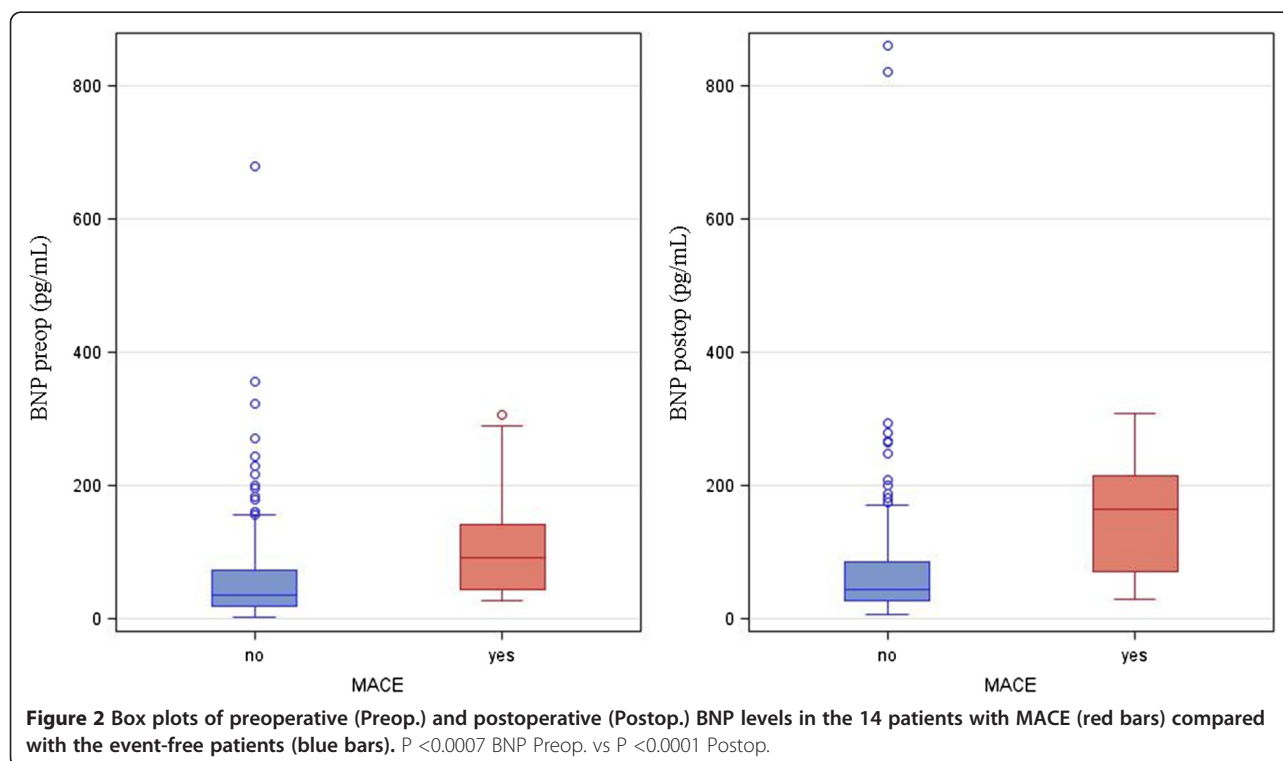 800
600
400
200
0
BNP preop (pg/mL)
no
yes
MACE
800
600
400
200
0
BNP postop (pg/mL)
no
yes
MACE
Figure 2 Box plots of preoperative (Preop.) and postoperative (Postop.) BNP levels in the 14 patients with MACE (red bars) compared
with the event-free patients (blue bars). P <0.0007 BNP Preop. vs P <0.0001 Postop.